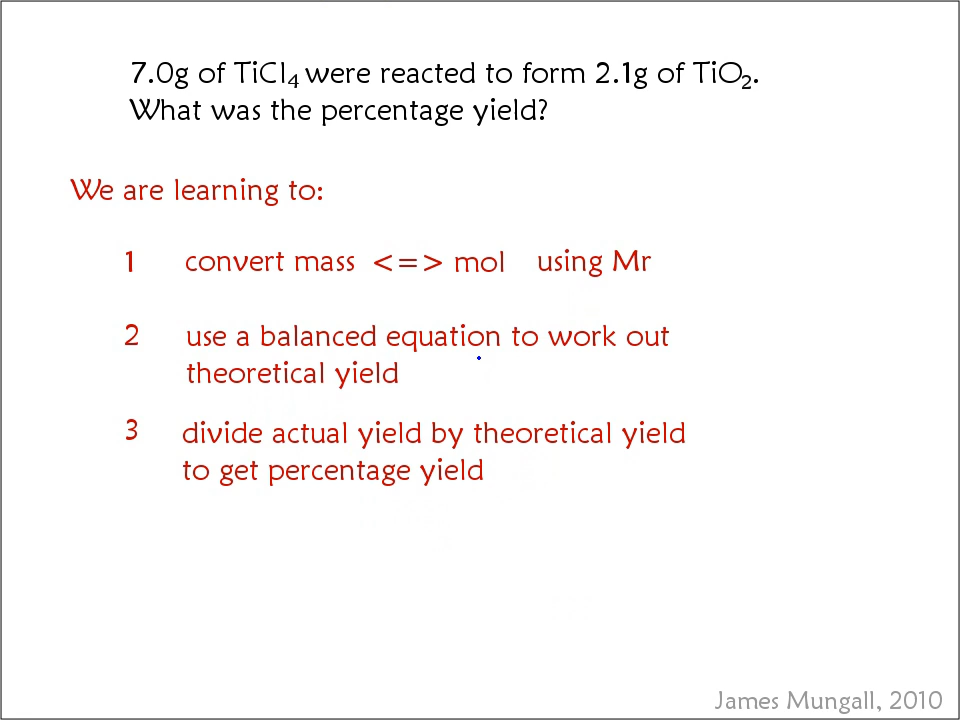 7.0g of TiCl₄ were reacted to form 2.1g of TiO₂.
What was the percentage yield?
We are learning to:
1 convert mass <=> mol using Mr
2 use a balanced equation to work out
theoretical yield
3 divide actual yield by theoretical yield
to get percentage yield
James Mungall, 2010